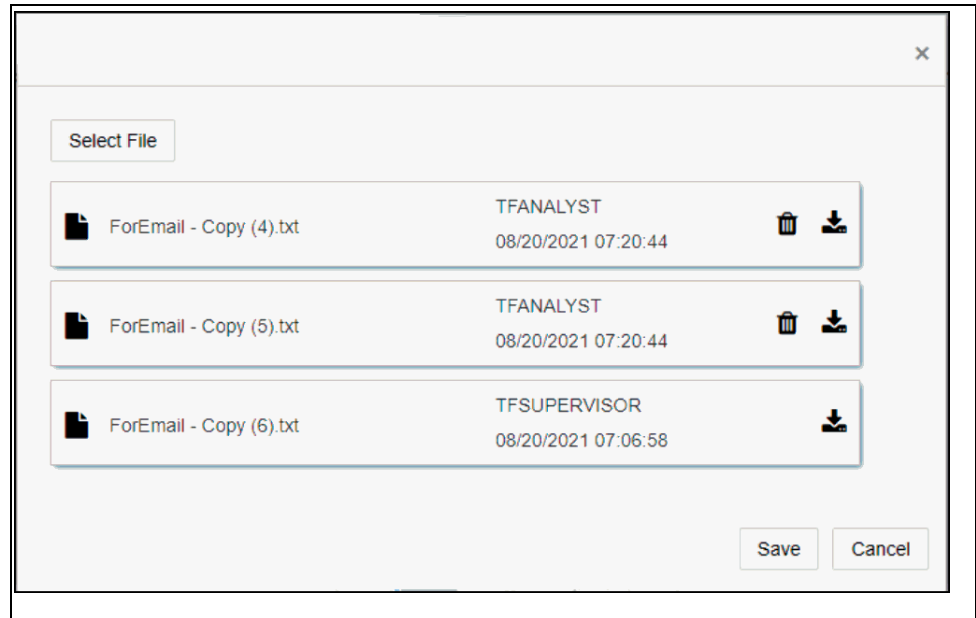 ×
Select File
ForEmail - Copy (4).txt
TFANALYST
08/20/2021 07:20:44
ForEmail - Copy (5).txt
TFANALYST
08/20/2021 07:20:44
ForEmail - Copy (6).txt
TFSUPERVISOR
08/20/2021 07:06:58
Save Cancel